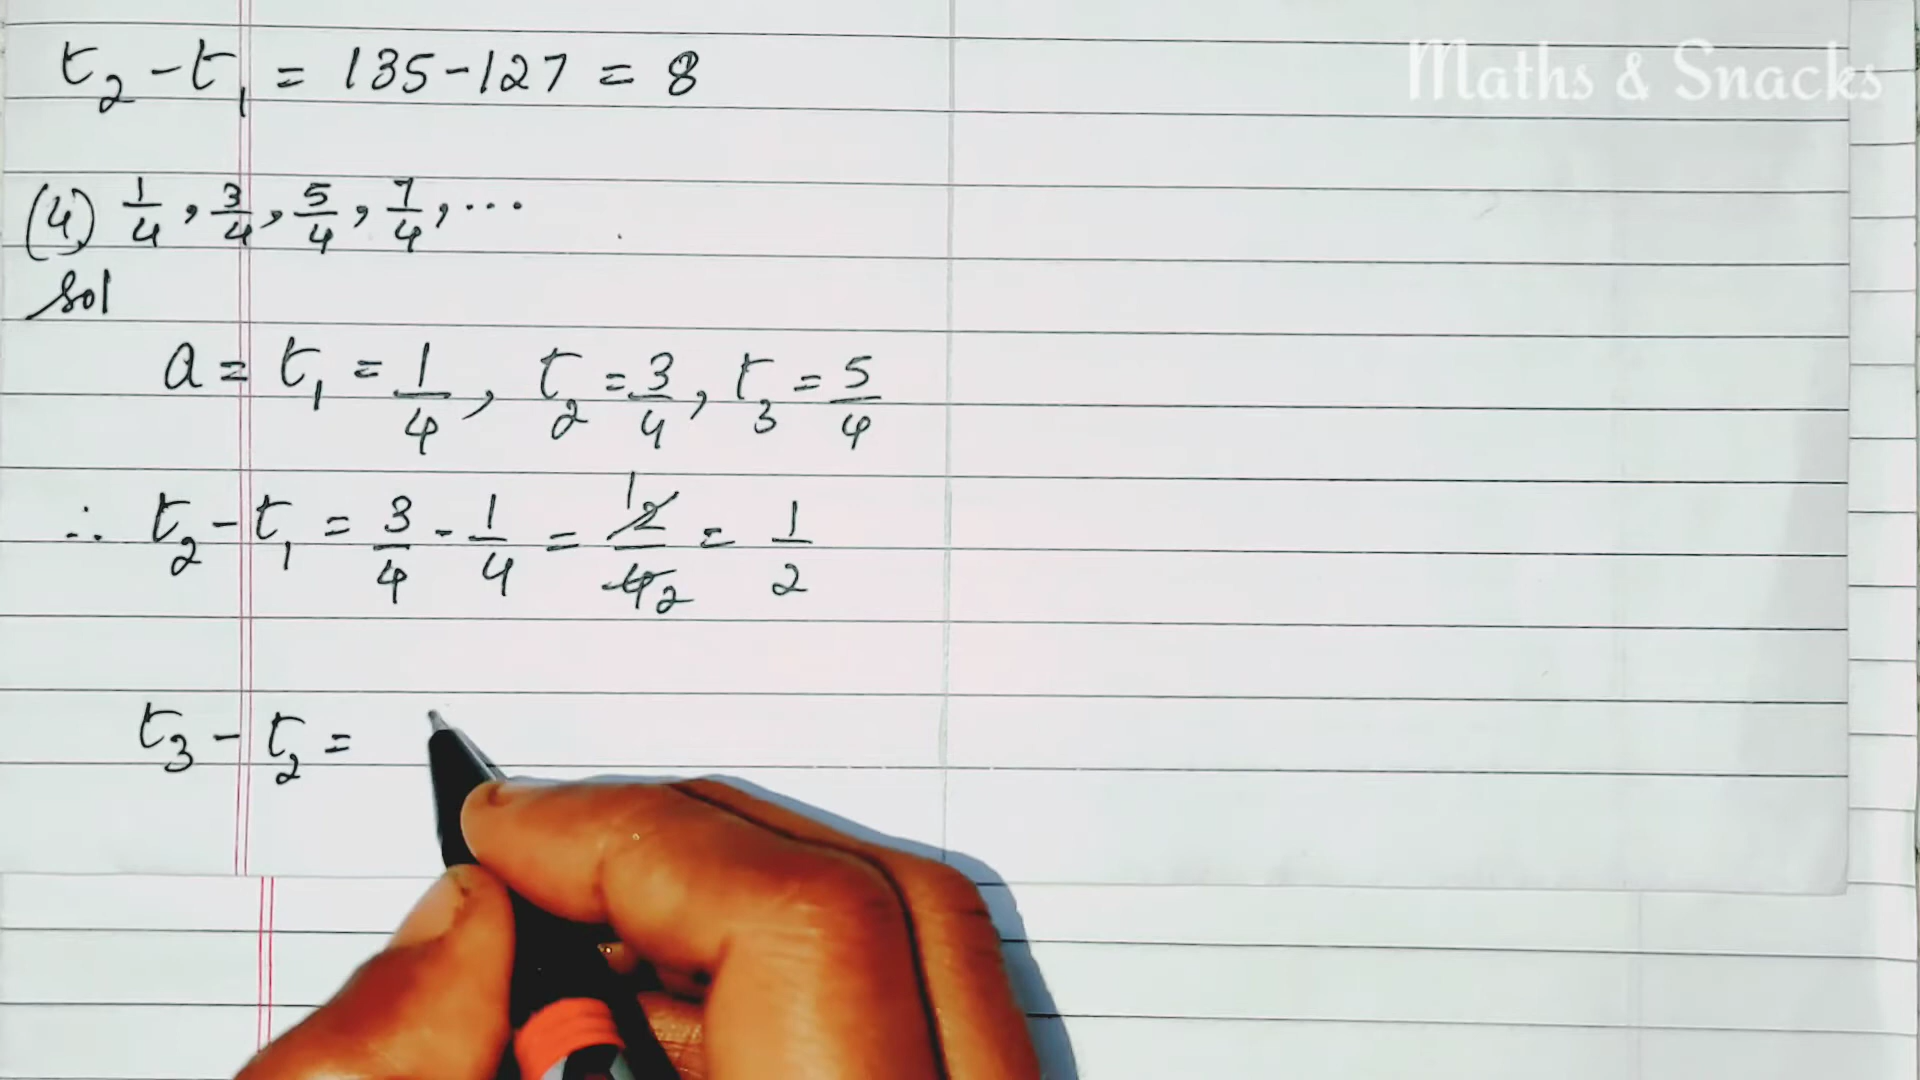 Maths & Snacks
t₂ - t₁ = 135 - 127 = 8
(4) 1/4, 3/4, 5/4, 7/4, ...
Sol
a = t₁ = 1/4, t₂ = 3/4, t₃ = 5/4
∴ t₂ - t₁ = 3/4 - 1/4 = 2/4 = 1/2
t₃ - t₂ =